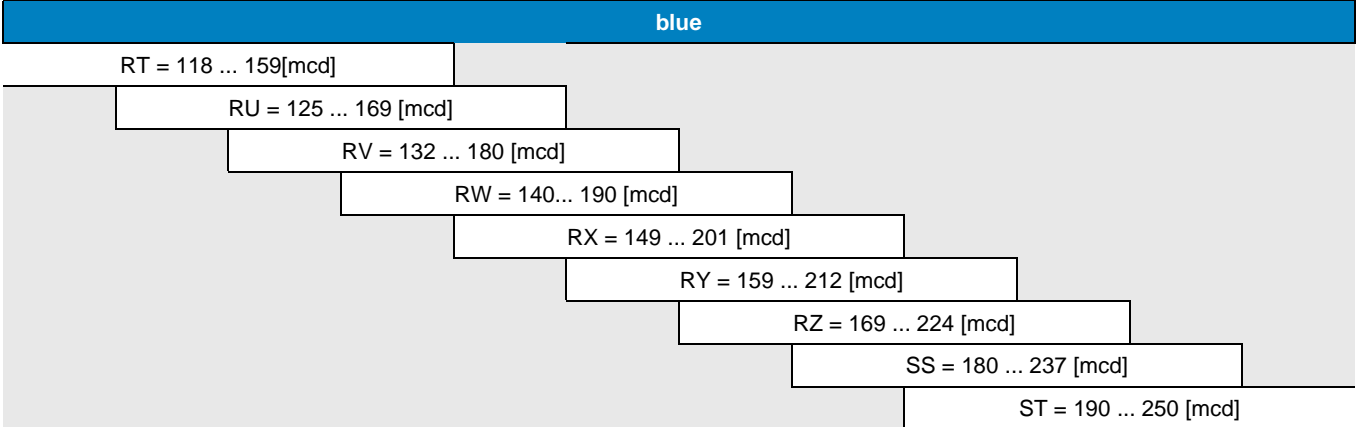 blue
RT = 118 ... 159[mcd]
RU = 125 ... 169 [mcd]
RV = 132 ... 180 [mcd]
RW = 140... 190 [mcd]
RX = 149 ... 201 [mcd]
RY = 159 ... 212 [mcd]
RZ = 169 ... 224 [mcd]
SS = 180 ... 237 [mcd]
ST = 190 ... 250 [mcd]